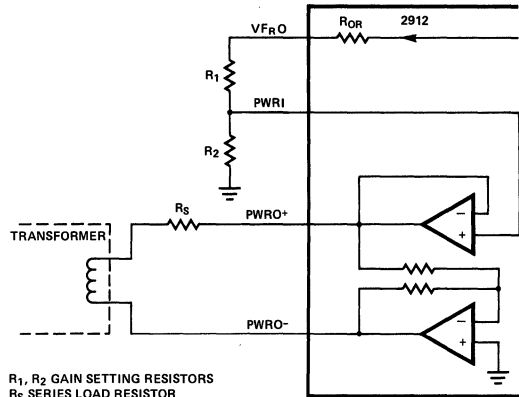 VFRO
ROR
2912
R1
PWRI
R2
RS
PWRO+
TRANSFORMER
PWRO−
R1, R2 GAIN SETTING RESISTORS
RS SERIES LOAD RESISTOR